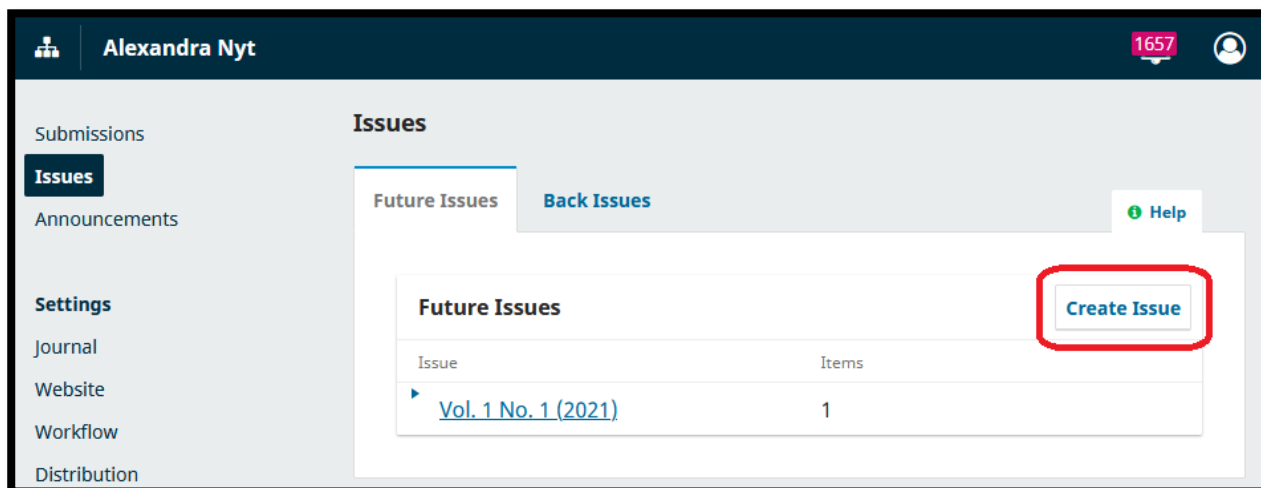 Alexandra Nyt
1657
Submissions
Issues
Announcements
Settings
Journal
Website
Workflow
Distribution
Issues
Future Issues
Back Issues
Help
Future Issues
Create Issue
Issue
Items
Vol. 1 No. 1 (2021)
1